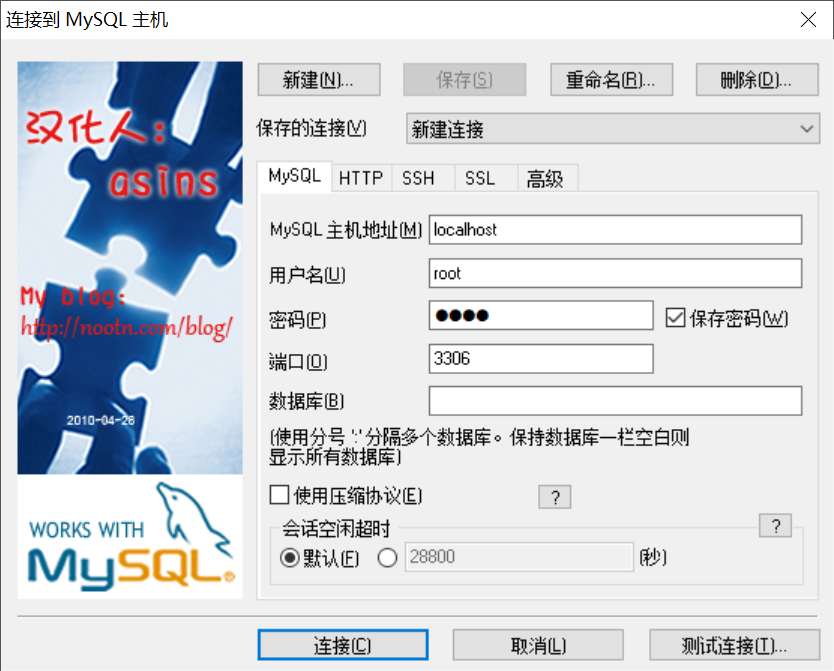 连接到 MySQL 主机
汉化人：
asins
My blog:
http://nootn.com/blog/
2010-04-26
WORKS WITH
MySQL®
新建(N)...
保存(S)
重命名(R)...
删除(D)...
保存的连接(V)
新建连接
MySQL
HTTP
SSH
SSL
高级
MySQL 主机地址(M)
localhost
用户名(U)
root
密码(P)
●●●●
保存密码(W)
端口(O)
3306
数据库(B)
(使用分号 ';' 分隔多个数据库。保持数据库一栏空白则
显示所有数据库)
使用压缩协议(E)
?
会话空闲超时
?
默认(F)
28800
(秒)
连接(C)
取消(L)
测试连接(T)...